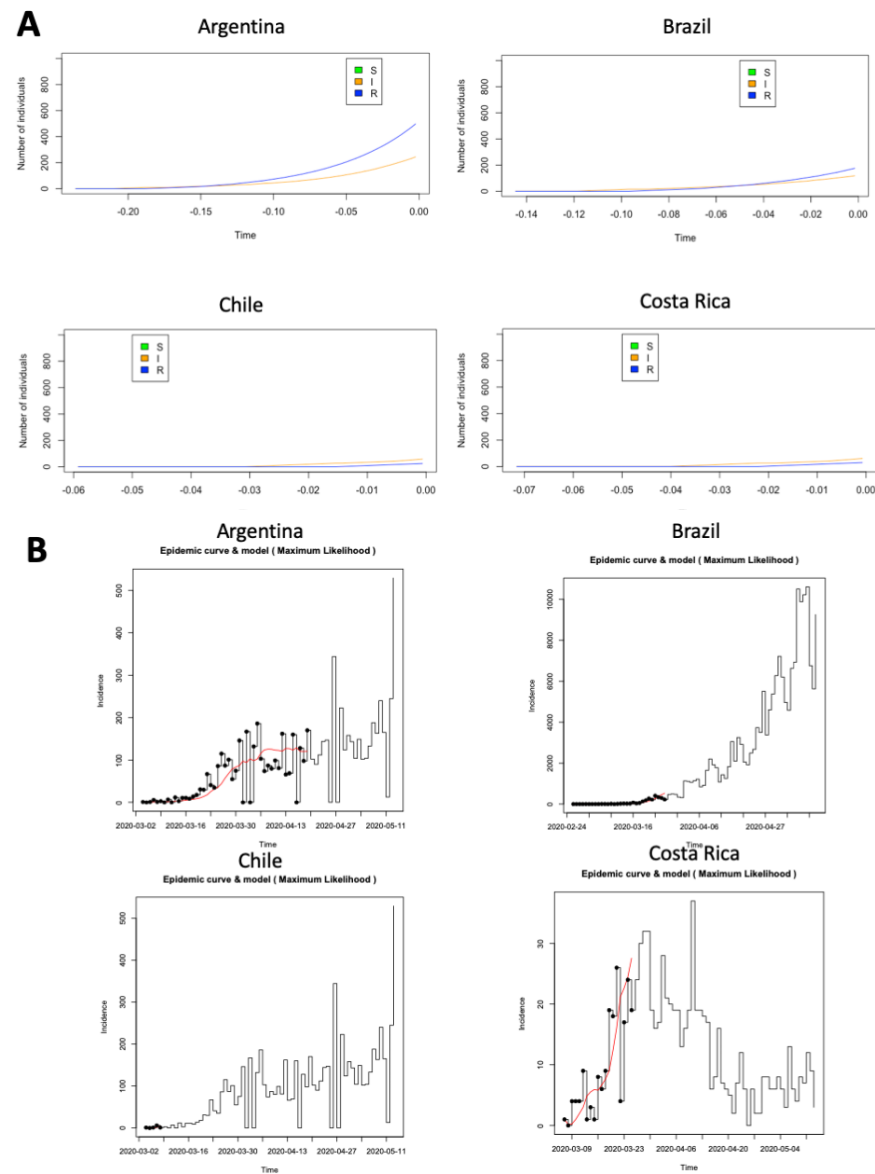 A
Argentina
Number of individuals
0 200 400 600 800
S
I
R
-0.20 -0.15 -0.10 -0.05 0.00
Time
Brazil
Number of individuals
0 200 400 600 800
S
I
R
-0.14 -0.12 -0.10 -0.08 -0.06 -0.04 -0.02 0.00
Time
Chile
Number of individuals
0 200 400 600 800
S
I
R
-0.06 -0.05 -0.04 -0.03 -0.02 -0.01 0.00
Costa Rica
Number of individuals
0 200 400 600 800
S
I
R
-0.07 -0.06 -0.05 -0.04 -0.03 -0.02 -0.01 0.00
B
Argentina
Epidemic curve & model ( Maximum Likelihood )
Incidence
0 100 200 300 400 500
2020-03-02 2020-03-16 2020-03-30 2020-04-13 2020-04-27 2020-05-11
Time
Brazil
Epidemic curve & model ( Maximum Likelihood )
Incidence
0 2000 4000 6000 8000 10000
2020-02-24 2020-03-16 2020-04-06 2020-04-27
Time
Chile
Epidemic curve & model ( Maximum Likelihood )
Incidence
0 100 200 300 400 500
2020-03-02 2020-03-16 2020-03-30 2020-04-13 2020-04-27 2020-05-11
Time
Costa Rica
Epidemic curve & model ( Maximum Likelihood )
Incidence
0 10 20 30
2020-03-09 2020-03-23 2020-04-06 2020-04-20 2020-05-04
Time